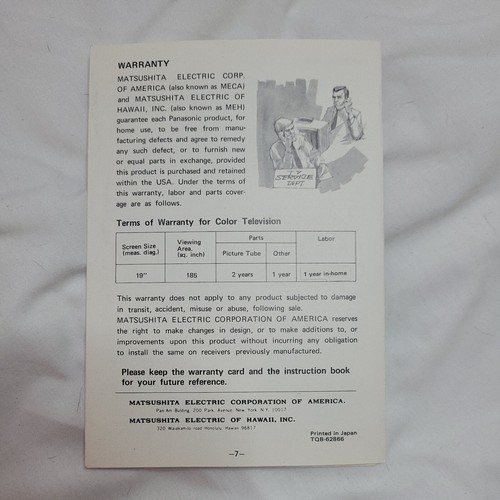 WARRANTY
MATSUSHITA ELECTRIC CORP.
OF AMERICA (also known as MECA)
and MATSUSHITA ELECTRIC OF
HAWAII, INC. (also known as MEH)
guarantee each Panasonic product, for
home use, to be free from manu-
facturing defects and agree to remedy
any such defect, or to furnish new
or equal parts in exchange, provided
this product is purchased and retained
within the USA. Under the terms of
this warranty, labor and parts cover-
age are as follows.
T.V.
SERVICE
DEPT.
Terms of Warranty for Color Television
Screen Size
(meas. diag.)
Viewing
Area.
(sq. inch)
Parts
Labor
Picture Tube
Other
19"
185
2 years
1 year
1 year in-home
This warranty does not apply to any product subjected to damage
in transit, accident, misuse or abuse, following sale.
MATSUSHITA ELECTRIC CORPORATION OF AMERICA reserves
the right to make changes in design, or to make additions to, or
improvements upon this product without incurring any obligation
to install the same on receivers previously manufactured.
Please keep the warranty card and the instruction book
for your future reference.
MATSUSHITA ELECTRIC CORPORATION OF AMERICA.
Pan Am Building, 200 Park Avenue, New York, N.Y. 10017
MATSUSHITA ELECTRIC OF HAWAII, INC.
320 Waiakamilo road Honolulu, Hawaii 96817
Printed in Japan
TQB-62866
–7–